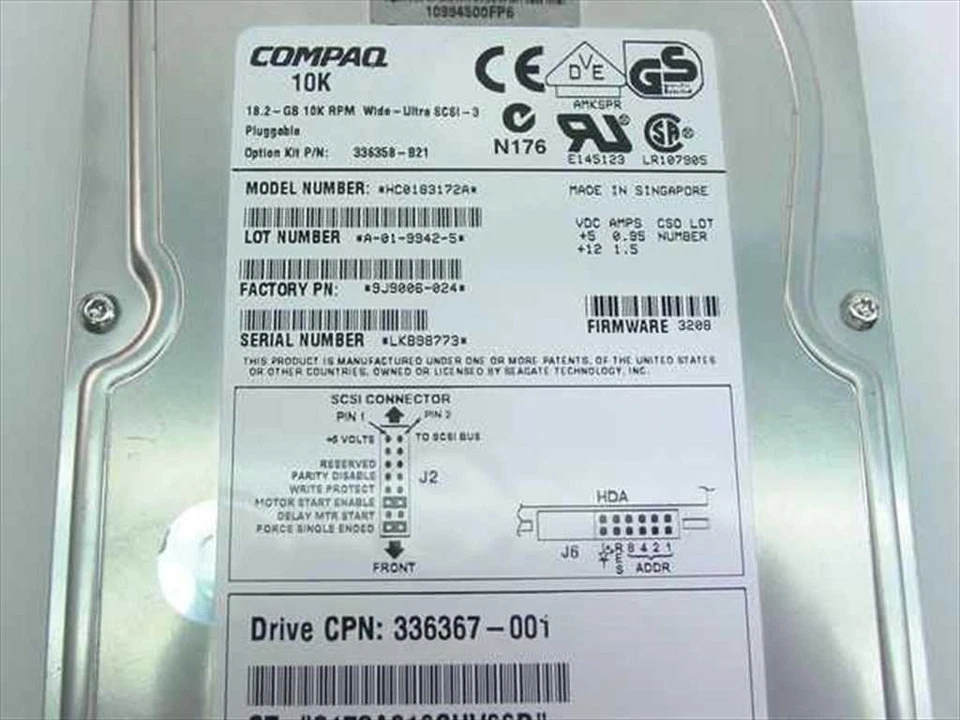 10994500FP6
COMPAQ
10K
18.2-GB 10K RPM Wide-Ultra SCSI-3
Pluggable
Option Kit P/N: 336358-B21
CE
DVE
GS
AMKSPR
N176
E145123 LR107905
MODEL NUMBER: *HC0183172A*
MADE IN SINGAPORE
LOT NUMBER *A-01-9942-5*
VDC AMPS CSO LOT
+5 0.95 NUMBER
+12 1.5
FACTORY PN: *9J9006-024*
FIRMWARE 3208
SERIAL NUMBER *LKB98773*
THIS PRODUCT IS MANUFACTURED UNDER ONE OR MORE PATENTS, OF THE UNITED STATES
OR OTHER COUNTRIES, OWNED OR LICENSED BY SEAGATE TECHNOLOGY, INC.
SCSI CONNECTOR
PIN 1 PIN 2
+5 VOLTS TO SCSI BUS
RESERVED
PARITY DISABLE J2
WRITE PROTECT
MOTOR START ENABLE
DELAY MTR START
FORCE SINGLE ENDED
FRONT
HDA
J6 RES 8 4 2 1
ADDR
Drive CPN: 336367-001